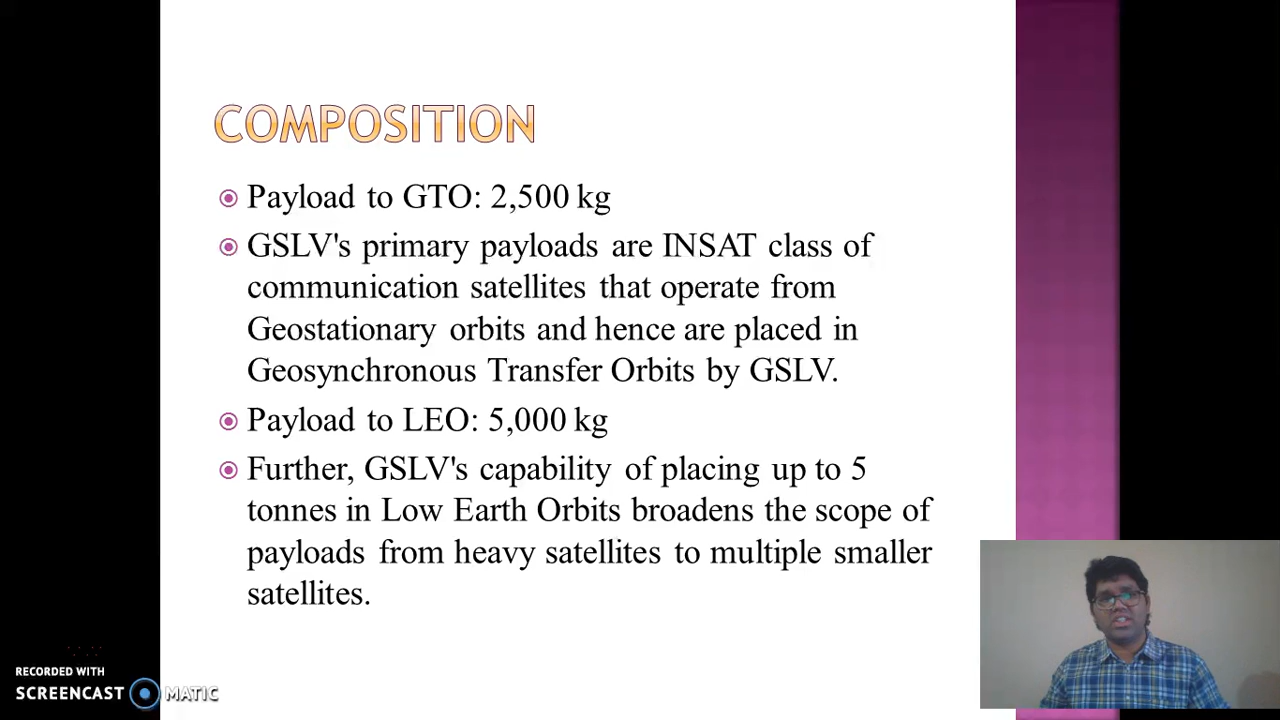 COMPOSITION
Payload to GTO: 2,500 kg
GSLV's primary payloads are INSAT class of
communication satellites that operate from
Geostationary orbits and hence are placed in
Geosynchronous Transfer Orbits by GSLV.
Payload to LEO: 5,000 kg
Further, GSLV's capability of placing up to 5
tonnes in Low Earth Orbits broadens the scope of
payloads from heavy satellites to multiple smaller
satellites.
RECORDED WITH
SCREENCAST MATIC